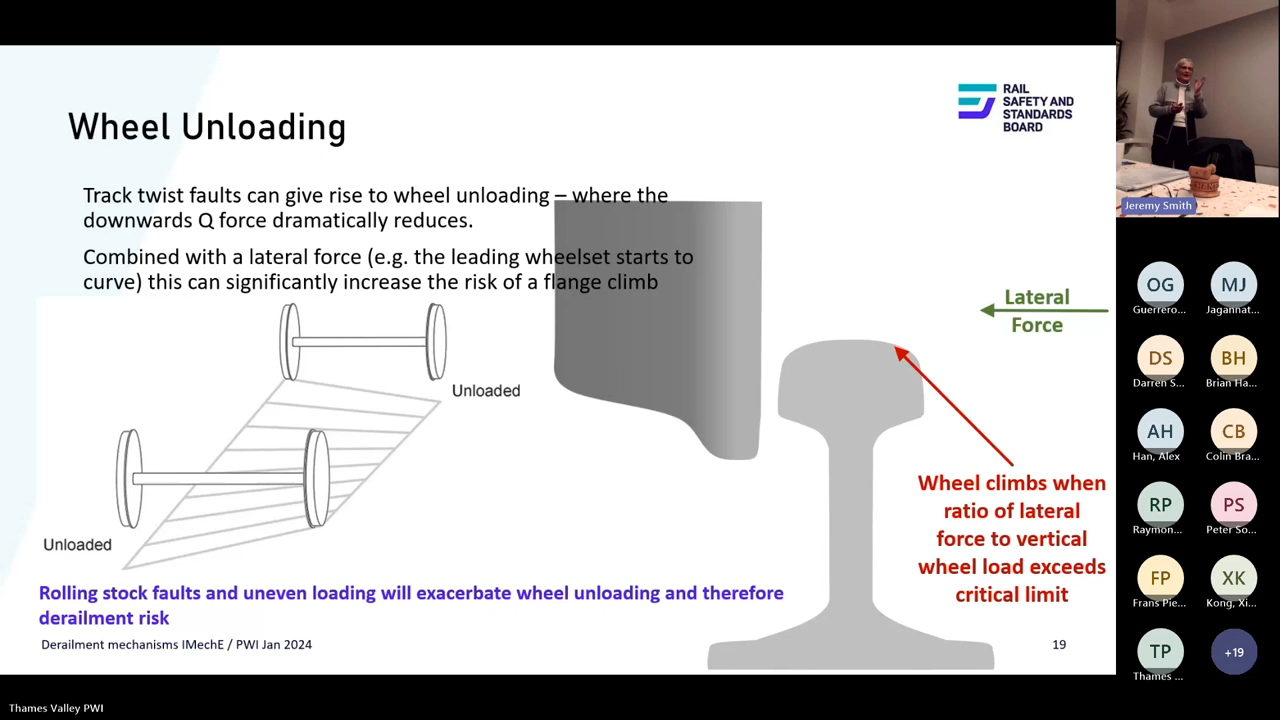 Wheel Unloading
RAIL
SAFETY AND
STANDARDS
BOARD
Track twist faults can give rise to wheel unloading – where the
downwards Q force dramatically reduces.
Combined with a lateral force (e.g. the leading wheelset starts to
curve) this can significantly increase the risk of a flange climb
Unloaded
Unloaded
Lateral
Force
Wheel climbs when
ratio of lateral
force to vertical
wheel load exceeds
critical limit
Rolling stock faults and uneven loading will exacerbate wheel unloading and therefore
derailment risk
Derailment mechanisms IMechE / PWI Jan 2024
19
Jeremy Smith
OG
Guerrero...
MJ
Jagannat...
DS
Darren S...
BH
Brian Ha...
AH
Han, Alex
CB
Colin Bra...
RP
Raymon...
PS
Peter So...
FP
Frans Pie...
XK
Kong, Xi...
TP
Thames ...
+19
Thames Valley PWI